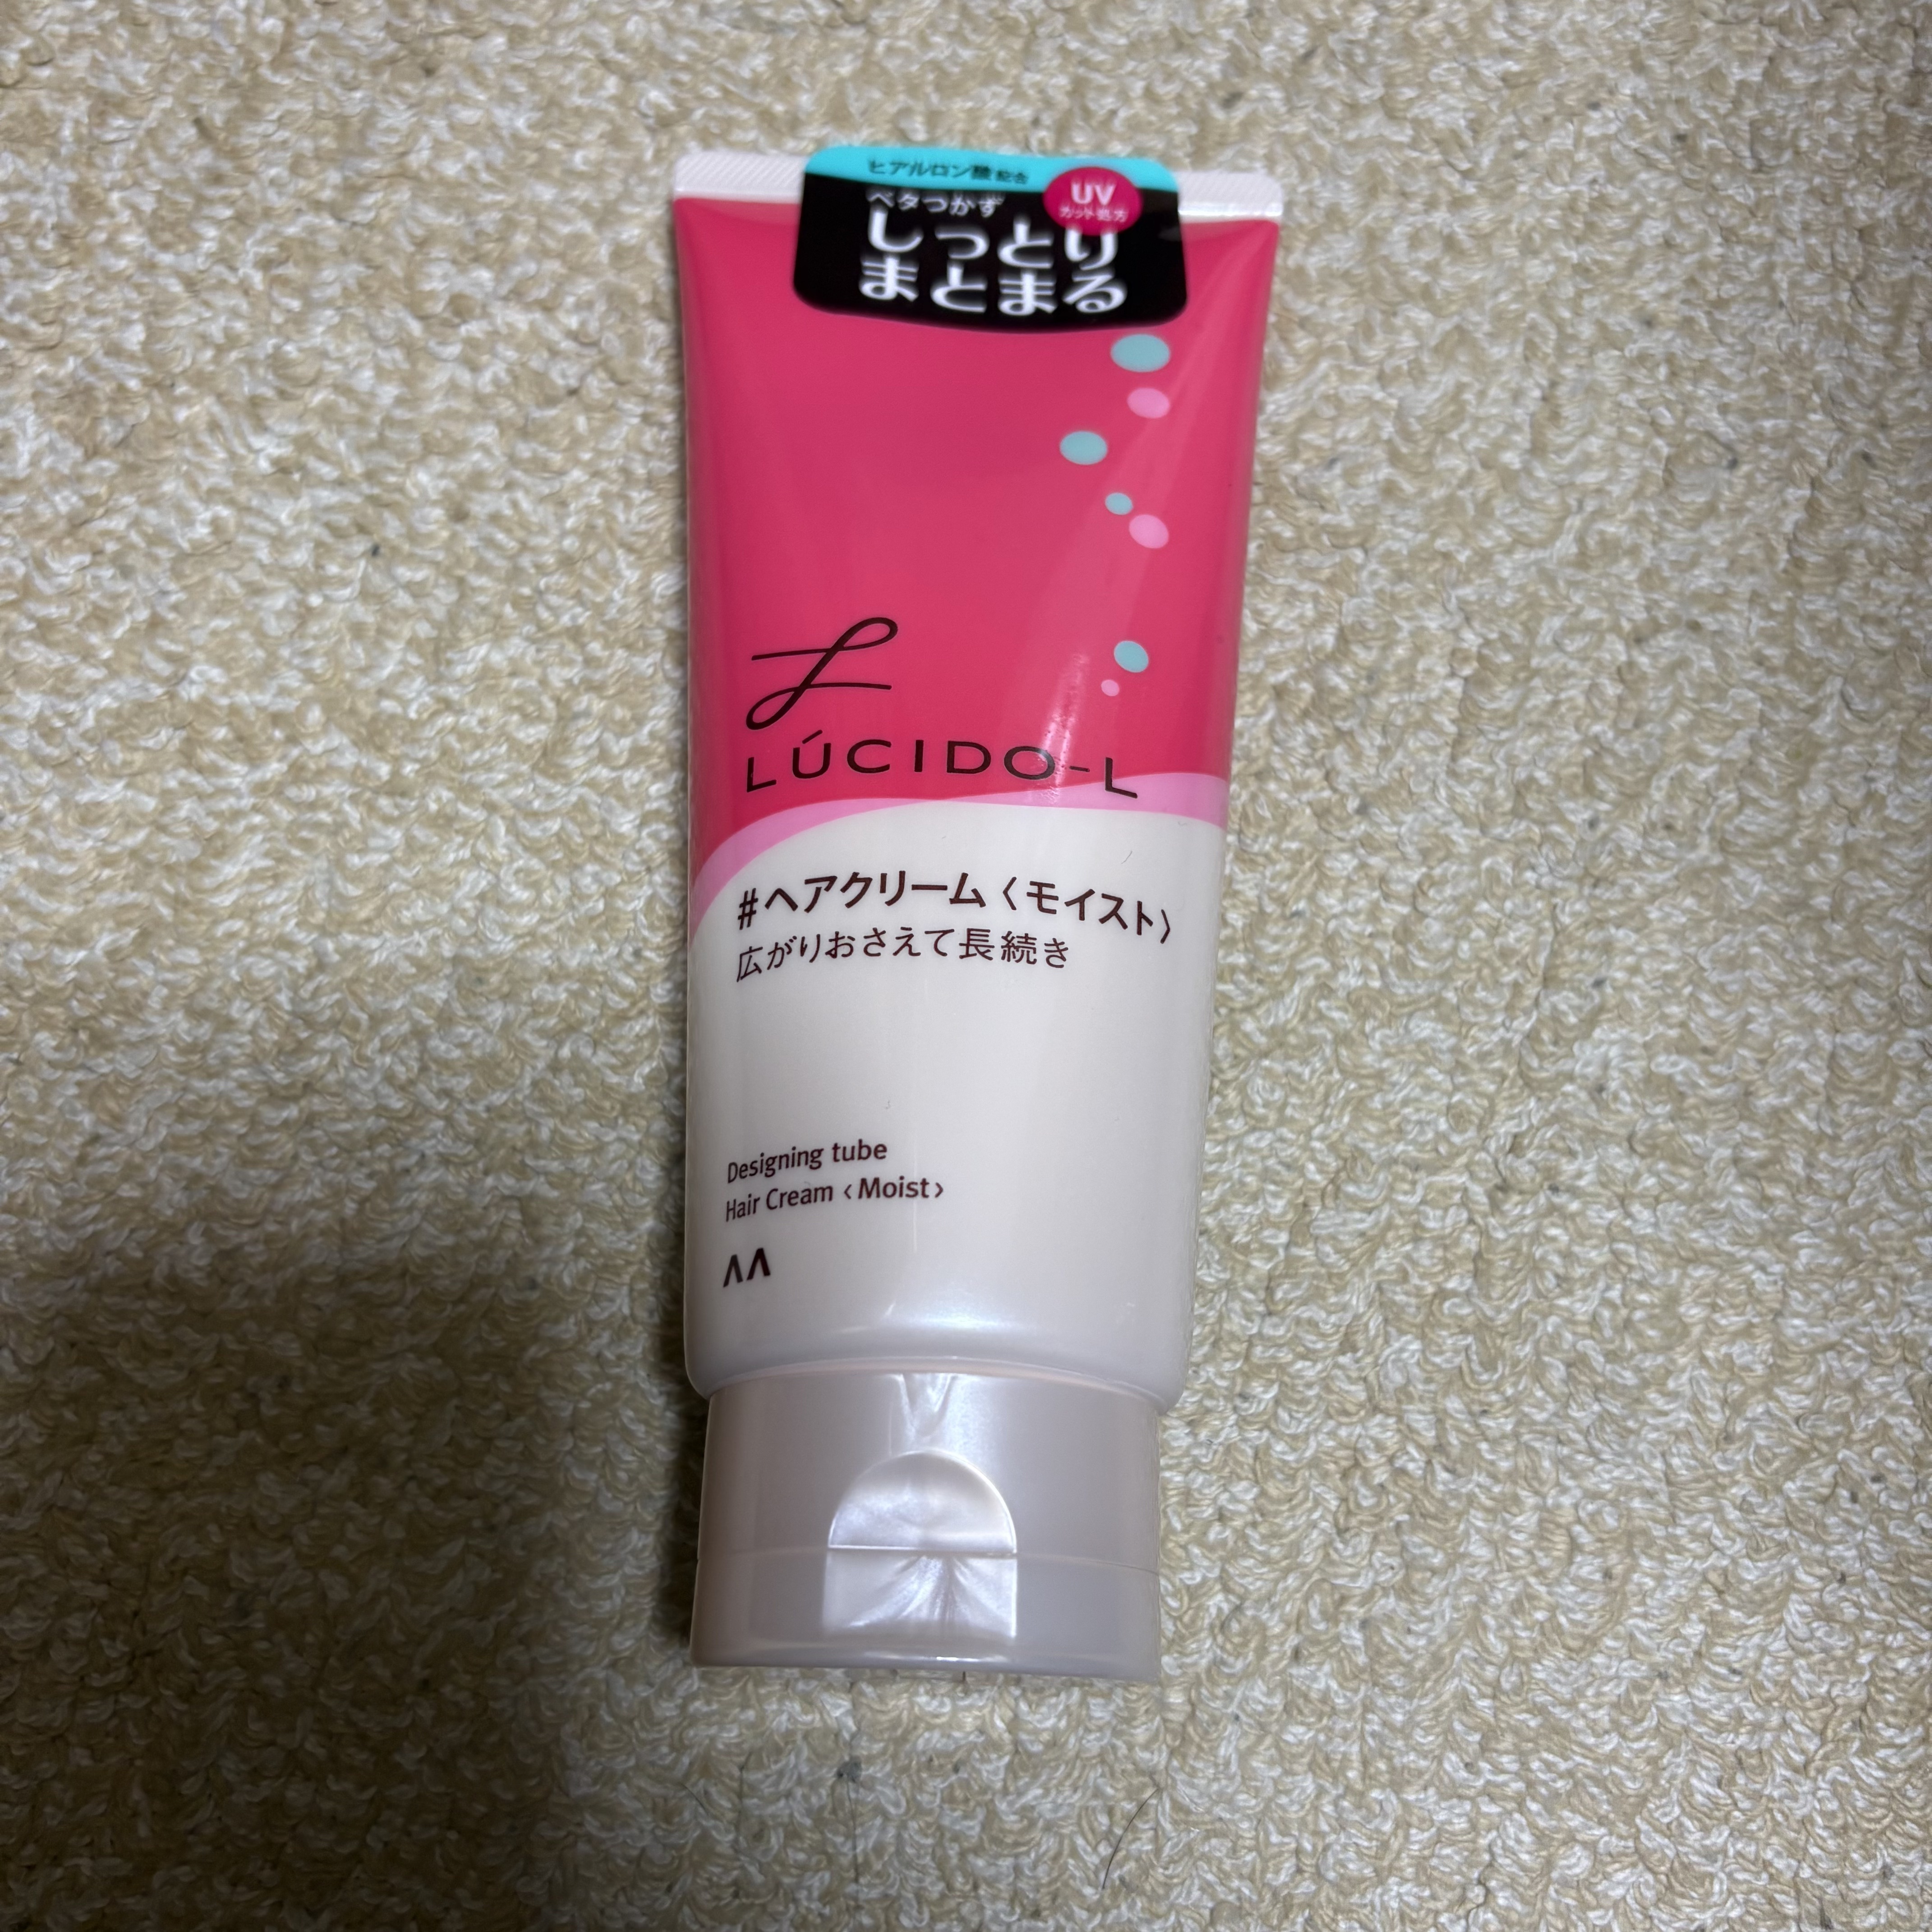 ヒアルロン酸配合
UV
カット処方
ベタつかず
しっとり
まとまる
LÚCIDO-L
#ヘアクリーム〈モイスト〉
広がりおさえて長続き
Designing tube
Hair Cream ‹Moist›